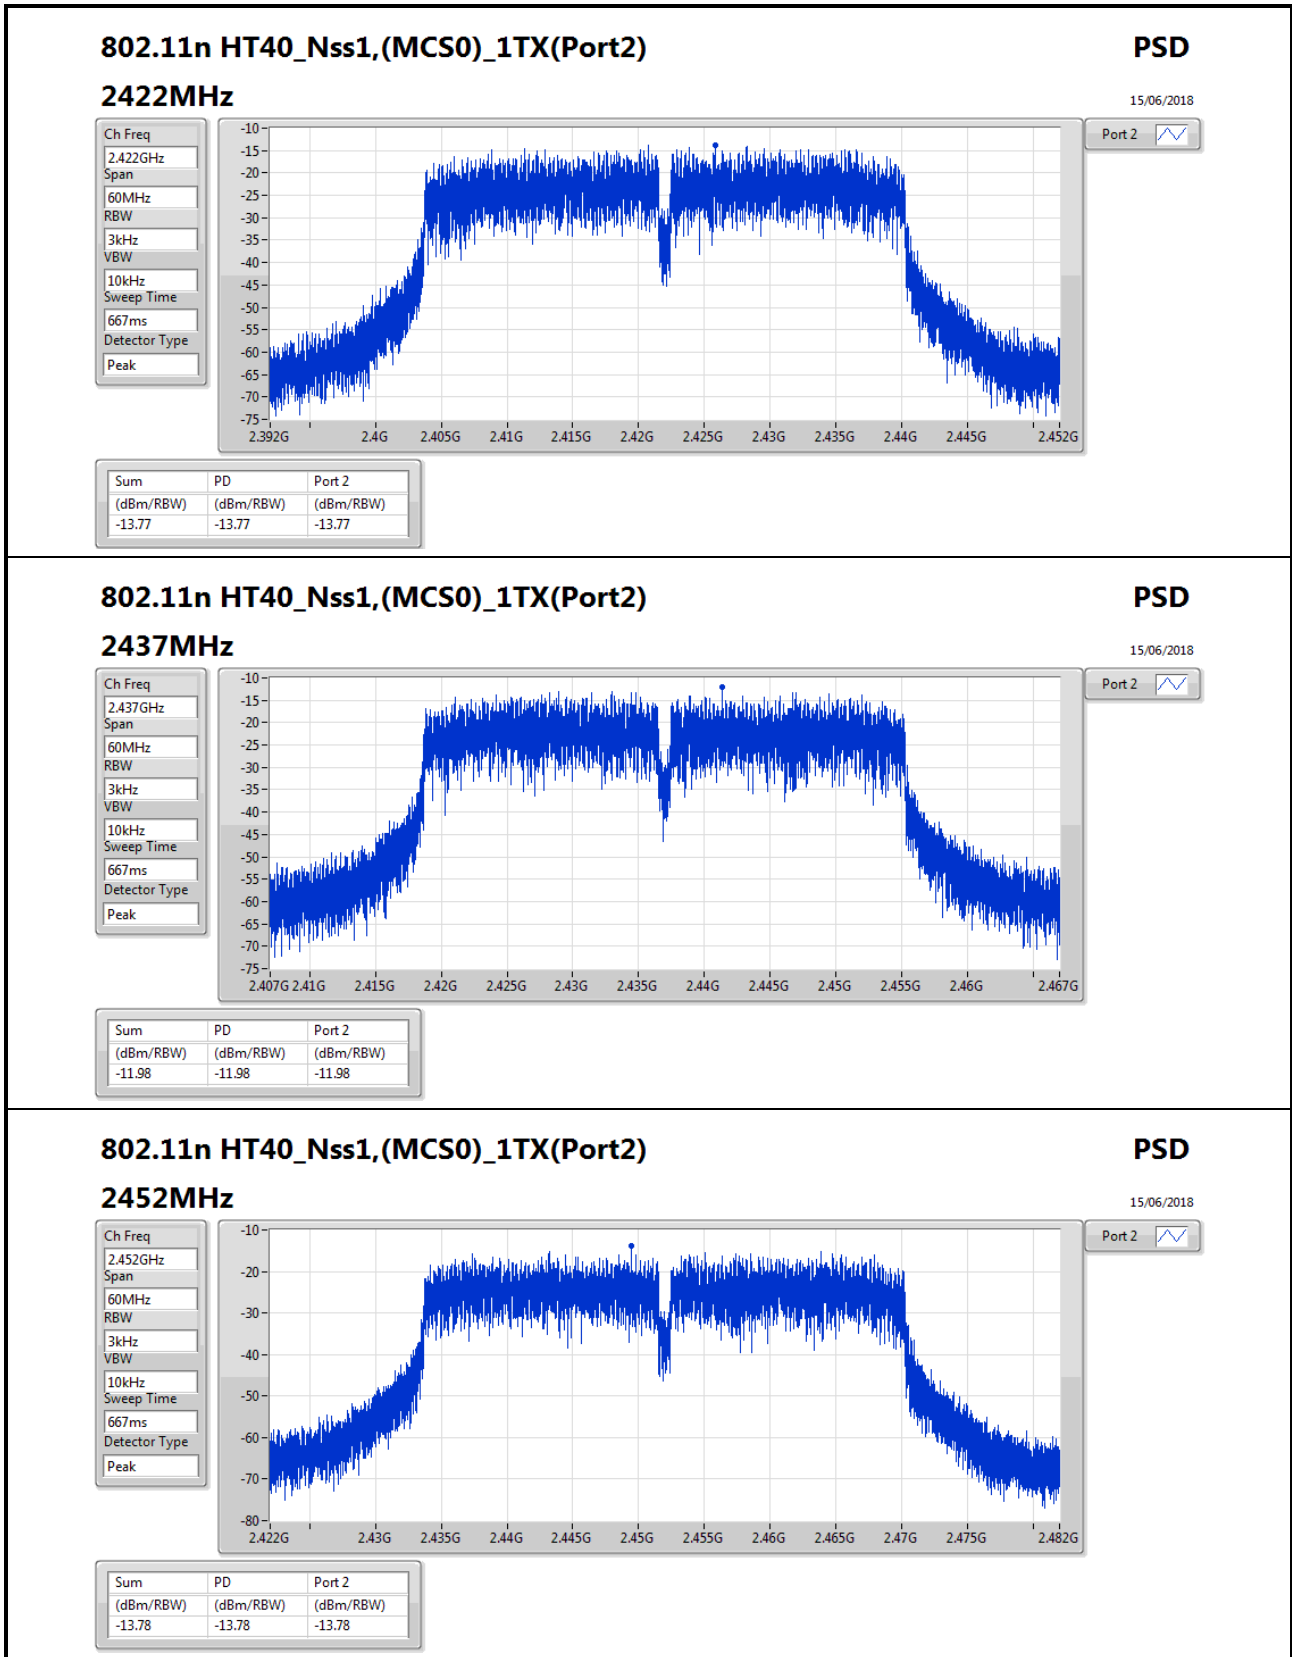 802.11n HT40_Nss1,(MCS0)_1TX(Port2) PSD
2422MHz 15/06/2018
Ch Freq
2.422GHz
Span
60MHz
RBW
3kHz
VBW
10kHz
Sweep Time
667ms
Detector Type
Peak
-10
-15
-20
-25
-30
-35
-40
-45
-50
-55
-60
-65
-70
-75
2.392G 2.4G 2.405G 2.41G 2.415G 2.42G 2.425G 2.43G 2.435G 2.44G 2.445G 2.452G
Port 2
Sum PD Port 2
(dBm/RBW) (dBm/RBW) (dBm/RBW)
-13.77 -13.77 -13.77
802.11n HT40_Nss1,(MCS0)_1TX(Port2) PSD
2437MHz 15/06/2018
Ch Freq
2.437GHz
Span
60MHz
RBW
3kHz
VBW
10kHz
Sweep Time
667ms
Detector Type
Peak
-10
-15
-20
-25
-30
-35
-40
-45
-50
-55
-60
-65
-70
-75
2.407G 2.41G 2.415G 2.42G 2.425G 2.43G 2.435G 2.44G 2.445G 2.45G 2.455G 2.46G 2.467G
Port 2
Sum PD Port 2
(dBm/RBW) (dBm/RBW) (dBm/RBW)
-11.98 -11.98 -11.98
802.11n HT40_Nss1,(MCS0)_1TX(Port2) PSD
2452MHz 15/06/2018
Ch Freq
2.452GHz
Span
60MHz
RBW
3kHz
VBW
10kHz
Sweep Time
667ms
Detector Type
Peak
-10
-20
-30
-40
-50
-60
-70
-80
2.422G 2.43G 2.435G 2.44G 2.445G 2.45G 2.455G 2.46G 2.465G 2.47G 2.475G 2.482G
Port 2
Sum PD Port 2
(dBm/RBW) (dBm/RBW) (dBm/RBW)
-13.78 -13.78 -13.78